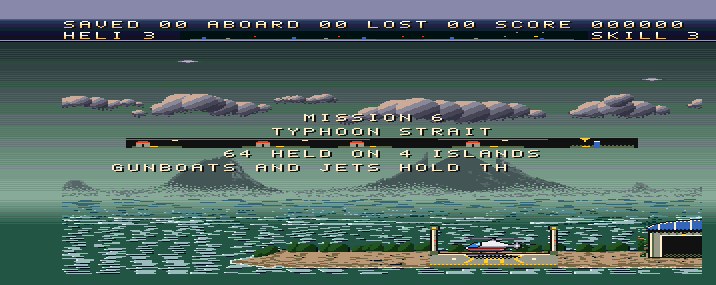 SAVED 00 ABOARD 00 LOST 00 SCORE 000000
HELI 3 SKILL 3
MISSION 6
TYPHOON STRAIT
64 HELD ON 4 ISLANDS
GUNBOATS AND JETS HOLD TH